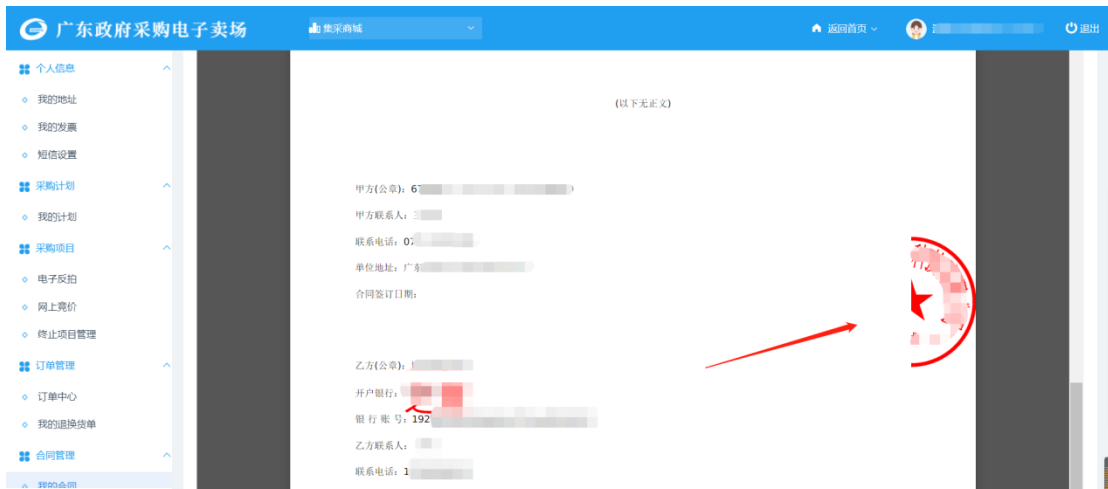 广东政府采购电子卖场
集采商城
返回首页
退出
个人信息
我的地址
我的发票
短信设置
采购计划
我的计划
采购项目
电子反拍
网上竞价
终止项目管理
订单管理
订单中心
我的退换货单
合同管理
我的合同
(以下无正文)
甲方(公章): 67
甲方联系人:
联系电话: 07
单位地址: 广东
合同签订日期:
乙方(公章):
开户银行:
银 行 账 号: 192
乙方联系人:
联系电话: 1